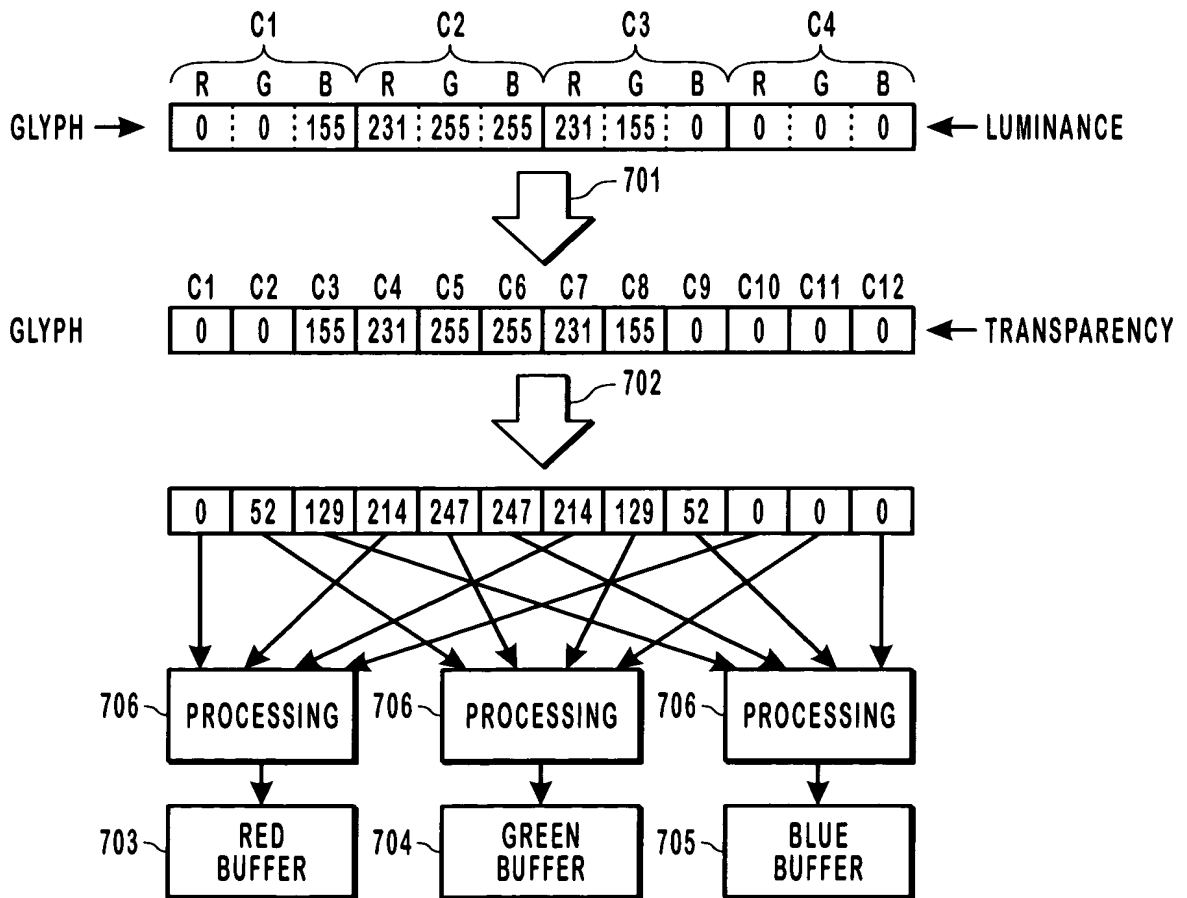 C1 C2 C3 C4
R G B R G B R G B R G B
GLYPH 0 0 155 231 255 255 231 155 0 0 0 0 LUMINANCE
701
C1 C2 C3 C4 C5 C6 C7 C8 C9 C10 C11 C12
GLYPH 0 0 155 231 255 255 231 155 0 0 0 0 TRANSPARENCY
702
0 52 129 214 247 247 214 129 52 0 0 0
706 PROCESSING 706 PROCESSING 706 PROCESSING
703 RED BUFFER 704 GREEN BUFFER 705 BLUE BUFFER